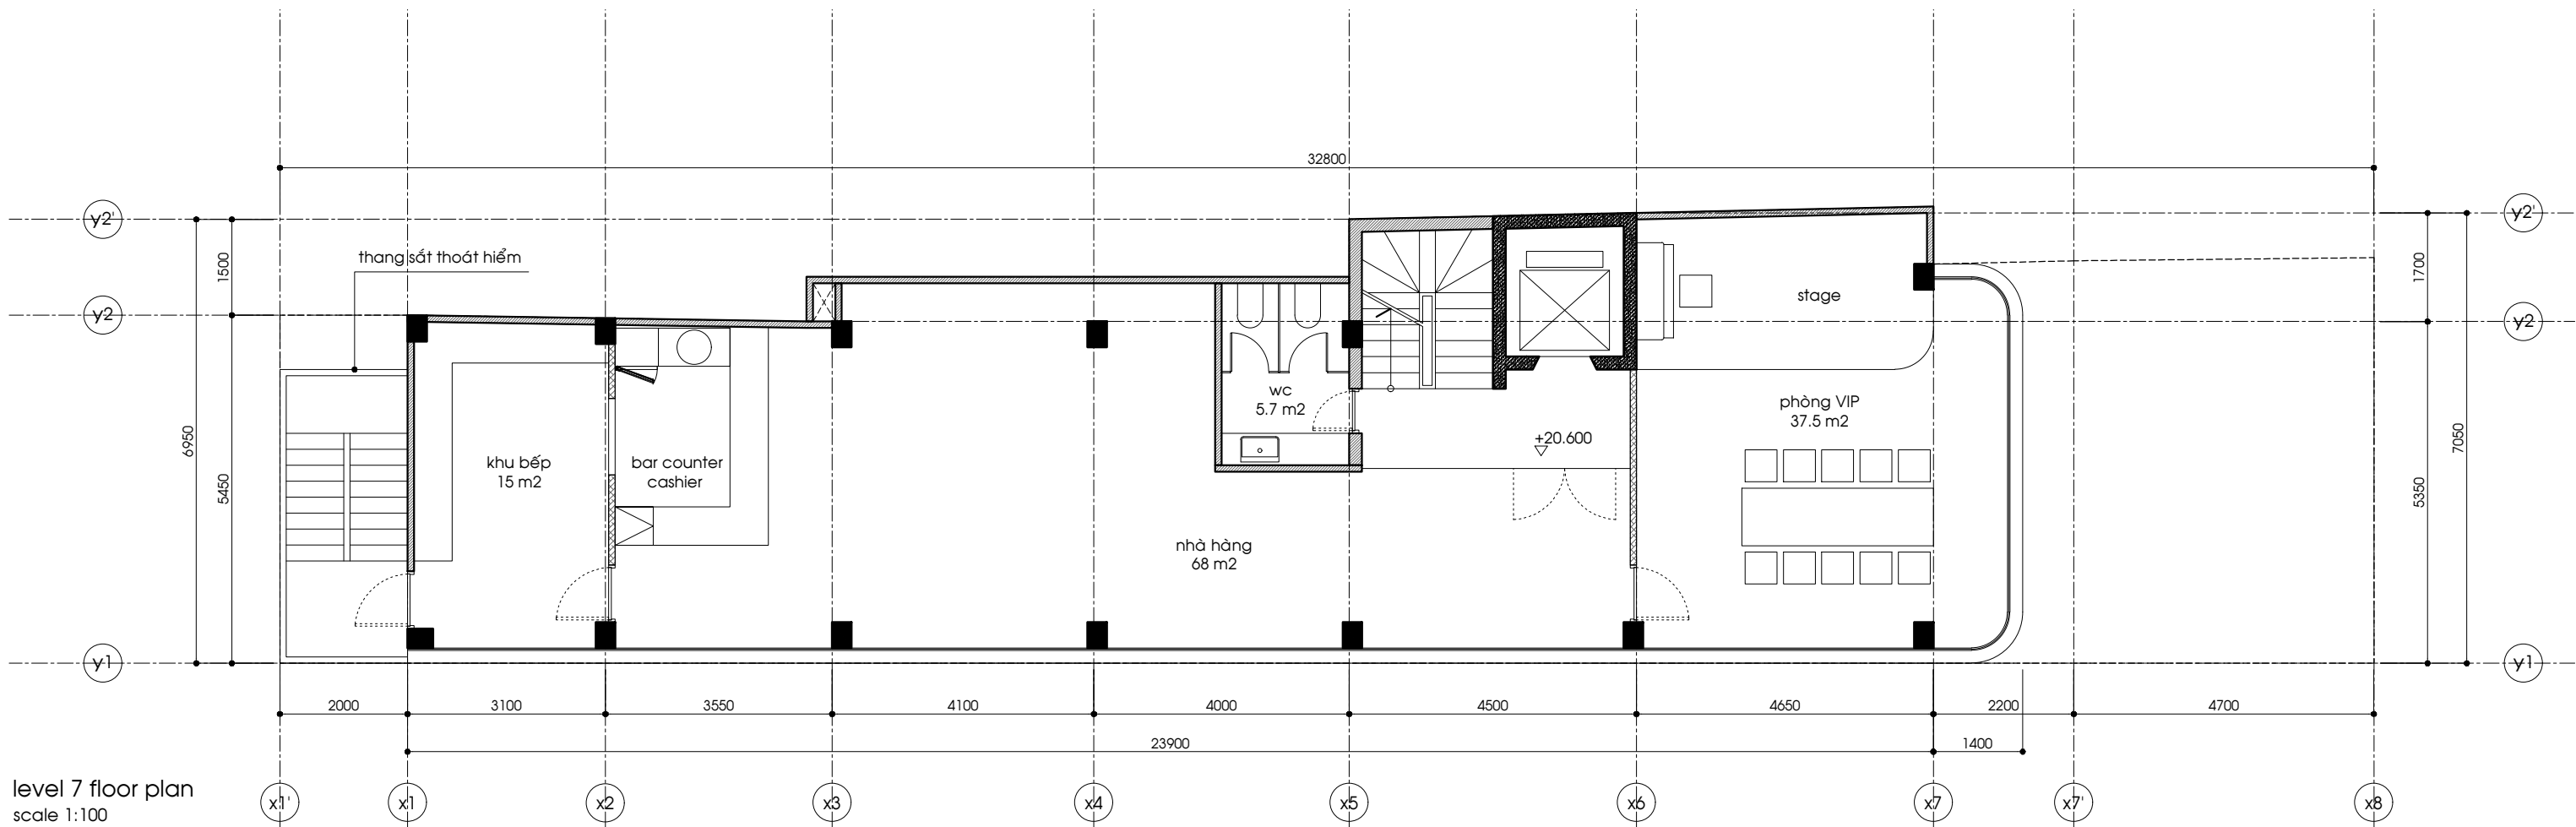 32800
y2'
y2'
thang sắt thoát hiểm
1500
1700
stage
y2
y2
wc
5.7 m2
phòng VIP
37.5 m2
+20.600
6950
7050
khu bếp
15 m2
bar counter
cashier
5450
5350
nhà hàng
68 m2
y1
y1
2000
3100
3550
4100
4000
4500
4650
2200
4700
23900
1400
level 7 floor plan
scale 1:100
x1'
x1
x2
x3
x4
x5
x6
x7
x7'
x8